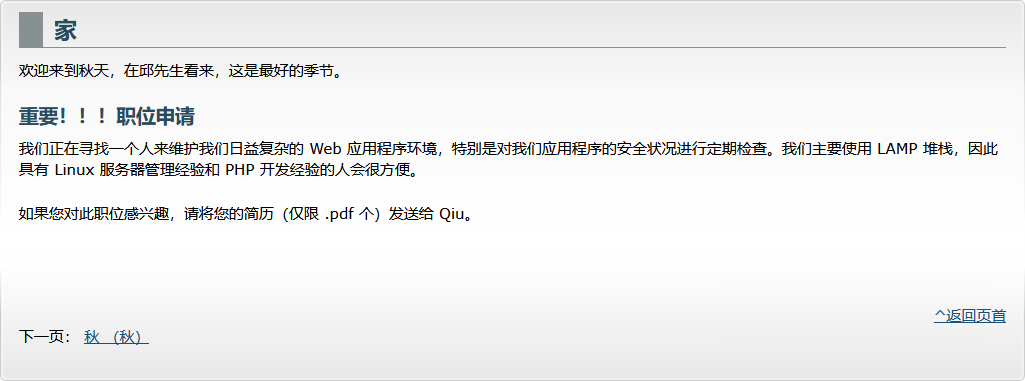 家
欢迎来到秋天，在邱先生看来，这是最好的季节。
重要！！！职位申请
我们正在寻找一个人来维护我们日益复杂的 Web 应用程序环境，特别是对我们应用程序的安全状况进行定期检查。我们主要使用 LAMP 堆栈，因此
具有 Linux 服务器管理经验和 PHP 开发经验的人会很方便。
如果您对此职位感兴趣，请将您的简历（仅限 .pdf 个）发送给 Qiu。
^返回页首
下一页： 秋 （秋）